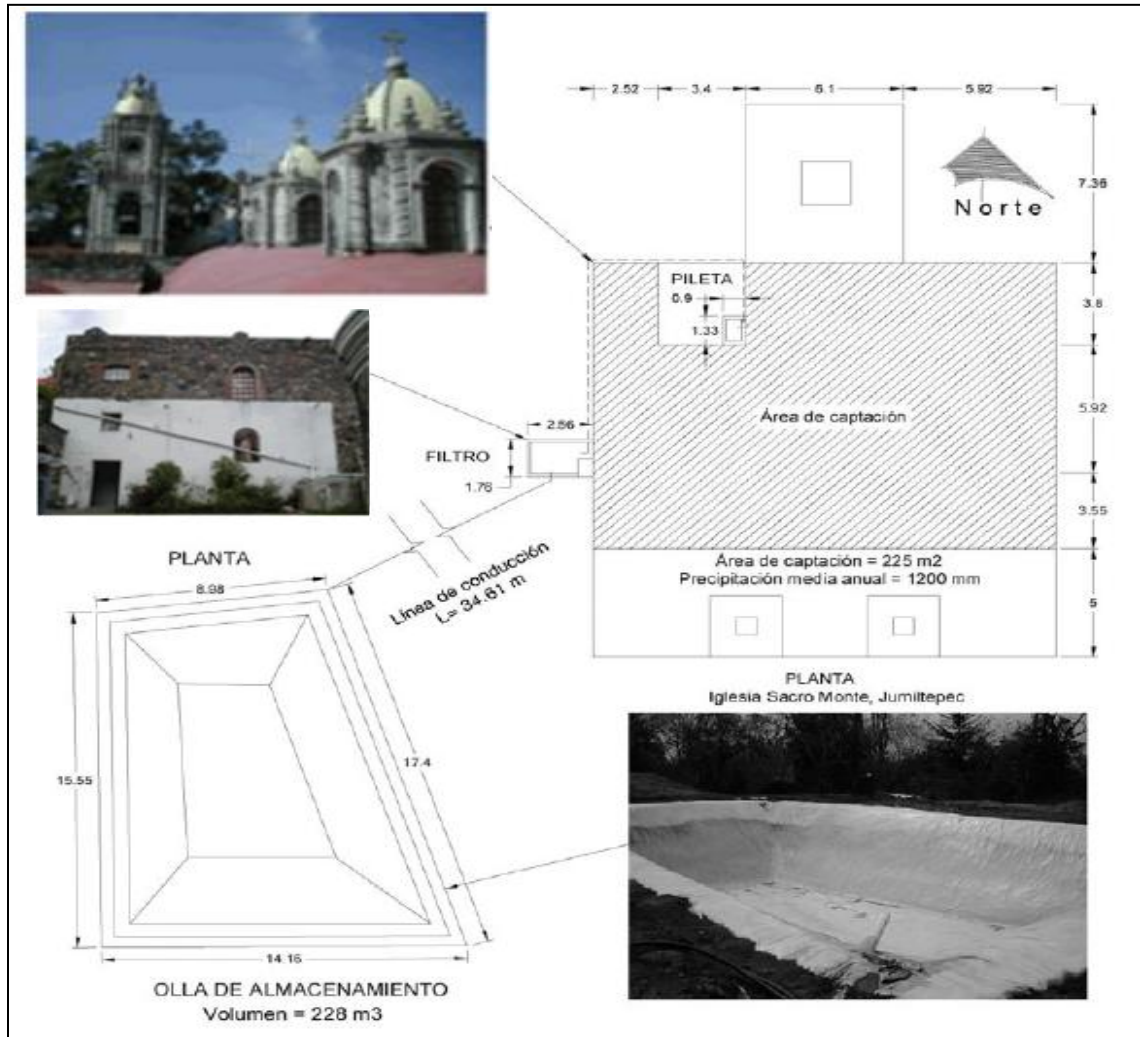 2.52
3.4
6.1
5.92
7.36
Norte
PILETA
0.9
1.33
3.8
5.92
Área de captación
2.56
FILTRO
1.76
3.55
Línea de conducción
L= 34.81 m
PLANTA
8.98
Área de captación = 225 m2
Precipitación media anual = 1200 mm
5
PLANTA
Iglesia Sacro Monte, Jumiltepec
15.55
17.4
14.16
OLLA DE ALMACENAMIENTO
Volumen = 228 m3